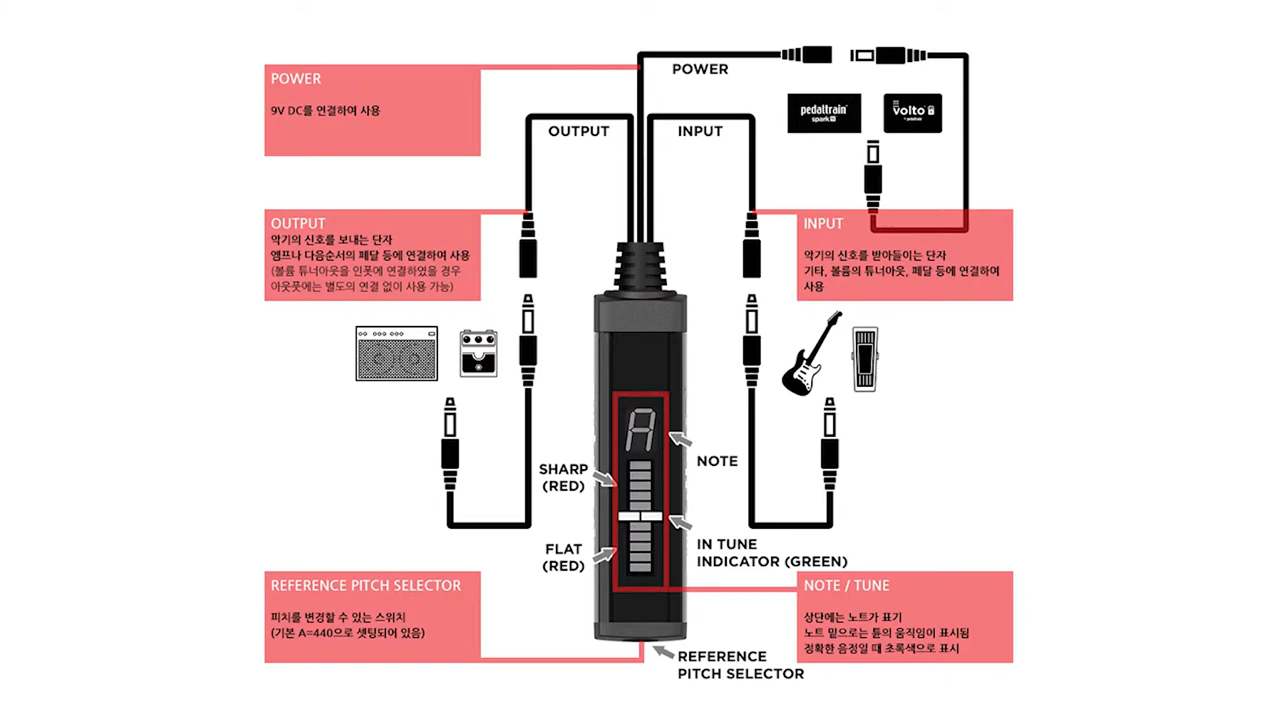 POWER
9V DC를 연결하여 사용
POWER
pedaltrain
spark
volto
OUTPUT
INPUT
OUTPUT
악기의 신호를 보내는 단자
엠프나 다음순서의 페달 등에 연결하여 사용
(볼륨 튜너아웃을 인풋에 연결하였을 경우
아웃풋에는 별도의 연결 없이 사용 가능)
INPUT
악기의 신호를 받아들이는 단자
기타, 볼륨의 튜너아웃, 페달 등에 연결하여
사용
A
NOTE
SHARP
(RED)
FLAT
(RED)
IN TUNE
INDICATOR (GREEN)
REFERENCE PITCH SELECTOR
피치를 변경할 수 있는 스위치
(기본 A=440으로 셋팅되어 있음)
NOTE / TUNE
상단에는 노트가 표기
노트 밑으로는 튠의 움직임이 표시됨
정확한 음정일 때 초록색으로 표시
REFERENCE
PITCH SELECTOR